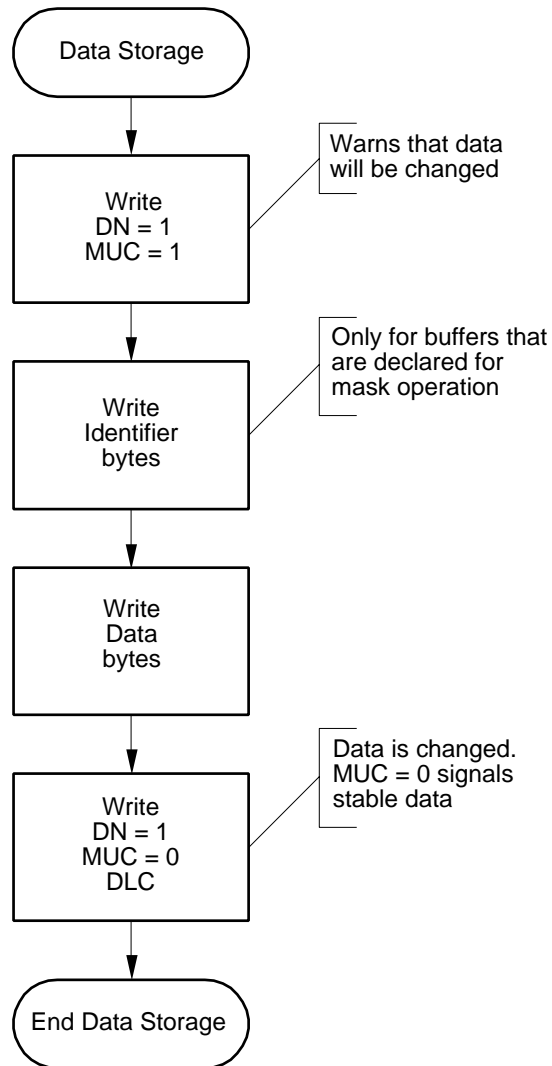 Data Storage
Warns that data
will be changed
Write
DN = 1
MUC = 1
Only for buffers that
are declared for
mask operation
Write
Identifier
bytes
Write
Data
bytes
Data is changed.
MUC = 0 signals
stable data
Write
DN = 1
MUC = 0
DLC
End Data Storage